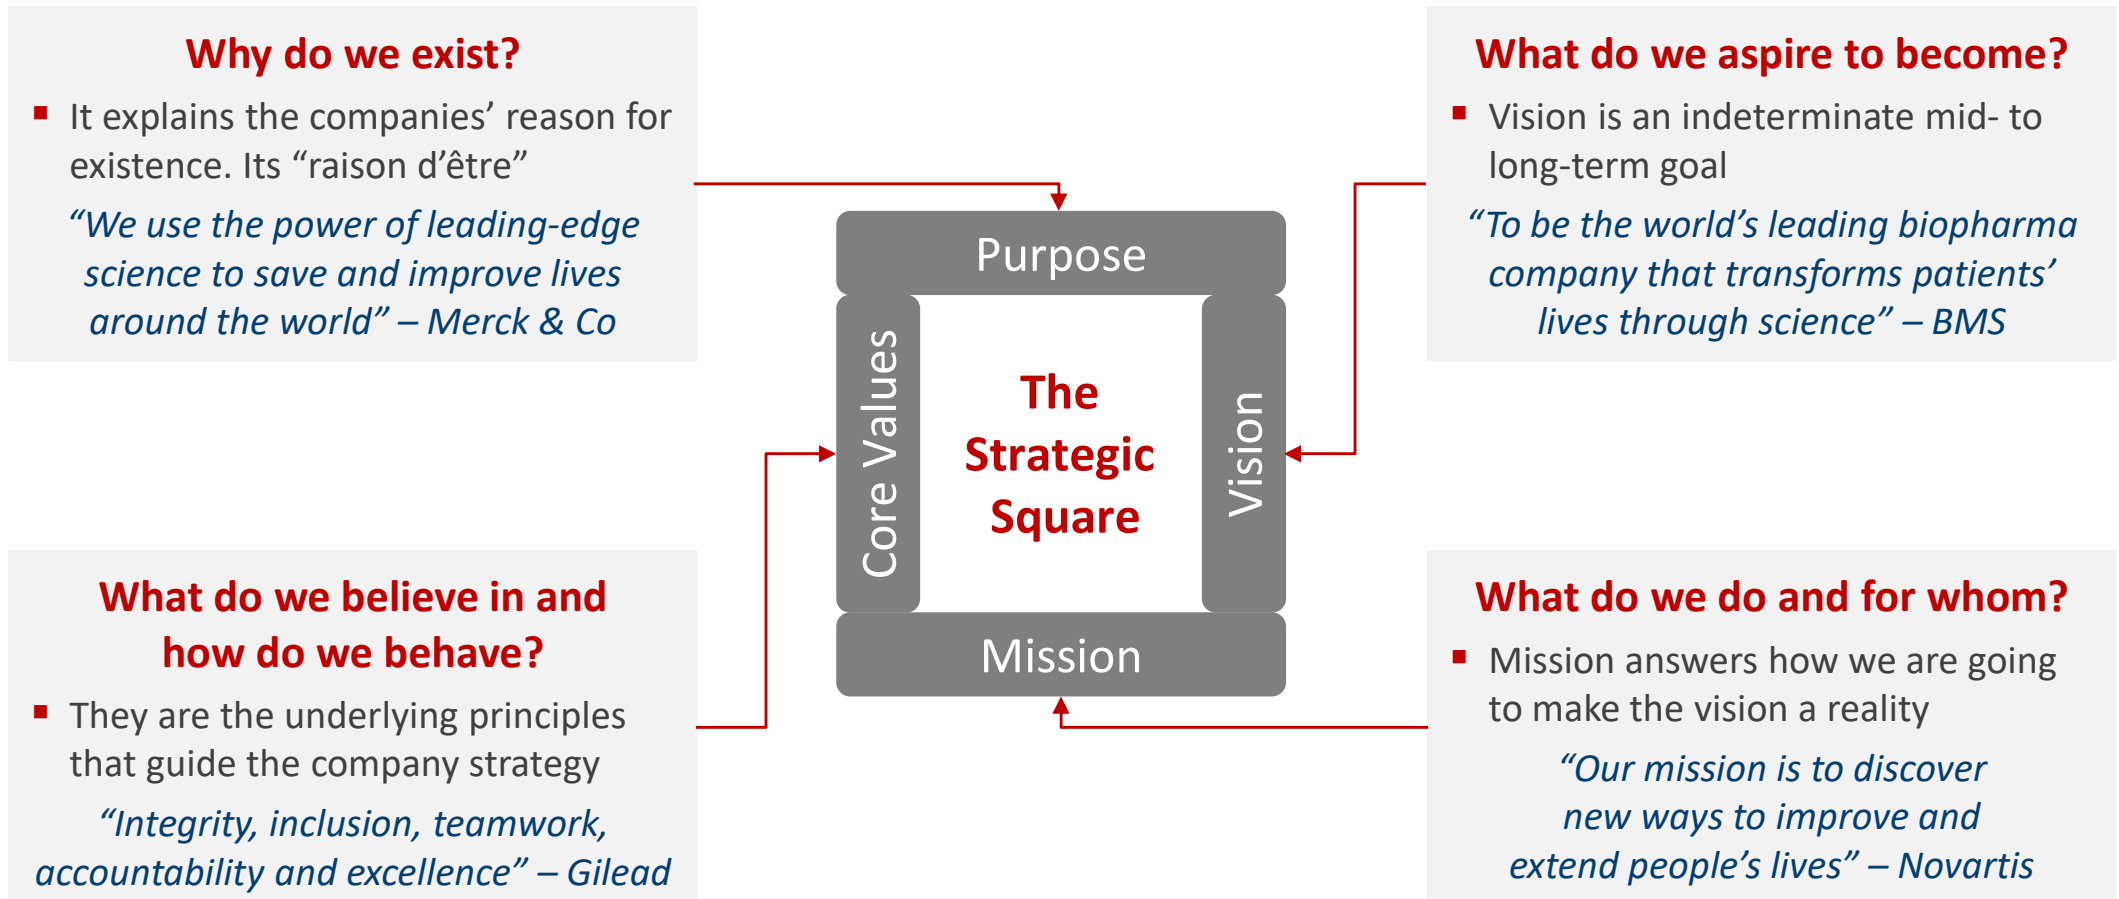 Why do we exist?
▪ It explains the companies’ reason for
existence. Its “raison d’être”
“We use the power of leading-edge
science to save and improve lives
around the world” – Merck & Co
What do we aspire to become?
▪ Vision is an indeterminate mid- to
long-term goal
“To be the world’s leading biopharma
company that transforms patients’
lives through science” – BMS
Purpose
Core Values
The
Strategic
Square
Vision
Mission
What do we believe in and
how do we behave?
▪ They are the underlying principles
that guide the company strategy
“Integrity, inclusion, teamwork,
accountability and excellence” – Gilead
What do we do and for whom?
▪ Mission answers how we are going
to make the vision a reality
“Our mission is to discover
new ways to improve and
extend people’s lives” – Novartis